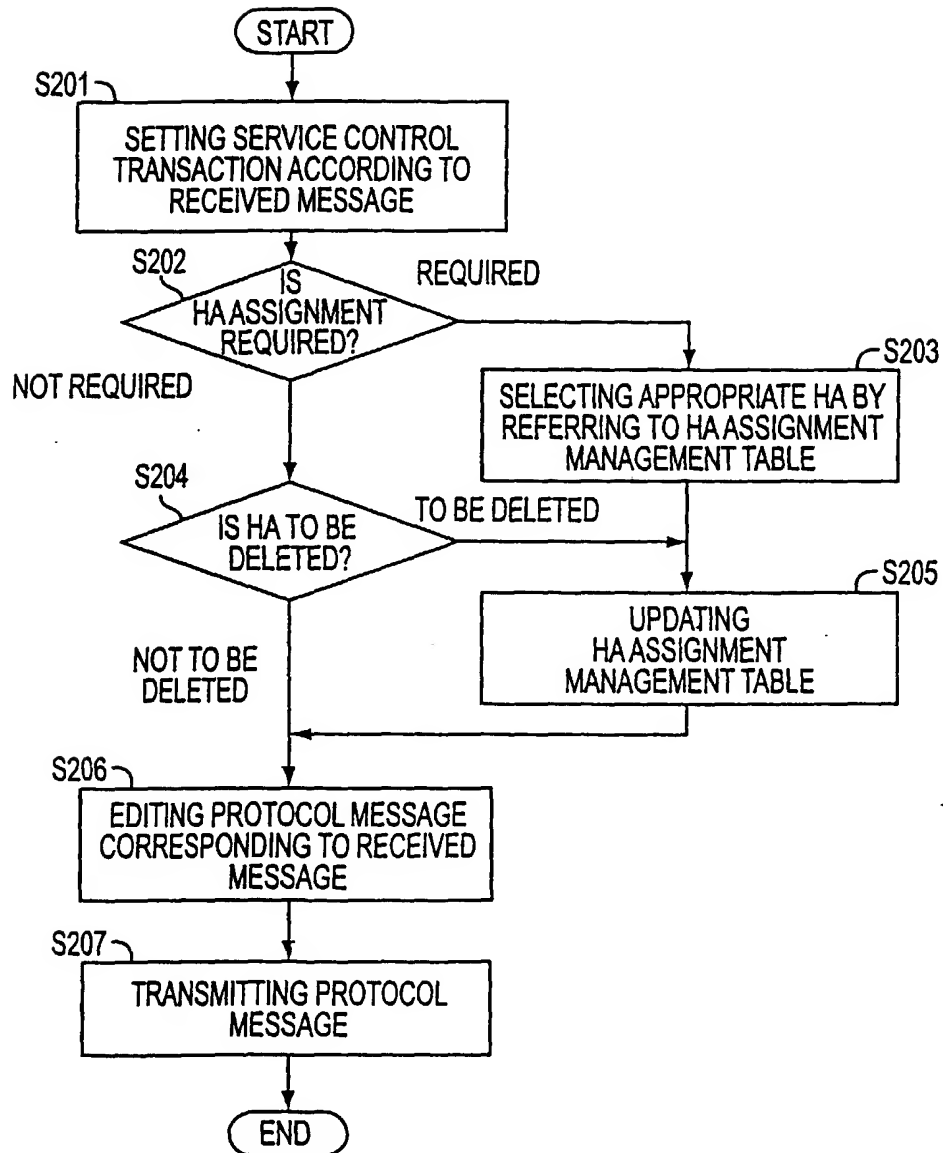 START
S201
SETTING SERVICE CONTROL
TRANSACTION ACCORDING TO
RECEIVED MESSAGE
S202
IS
HA ASSIGNMENT
REQUIRED?
REQUIRED
NOT REQUIRED
S203
SELECTING APPROPRIATE HA BY
REFERRING TO HA ASSIGNMENT
MANAGEMENT TABLE
S204
IS HA TO BE
DELETED?
TO BE DELETED
S205
UPDATING
HA ASSIGNMENT
MANAGEMENT TABLE
NOT TO BE
DELETED
S206
EDITING PROTOCOL MESSAGE
CORRESPONDING TO RECEIVED
MESSAGE
S207
TRANSMITTING PROTOCOL
MESSAGE
END